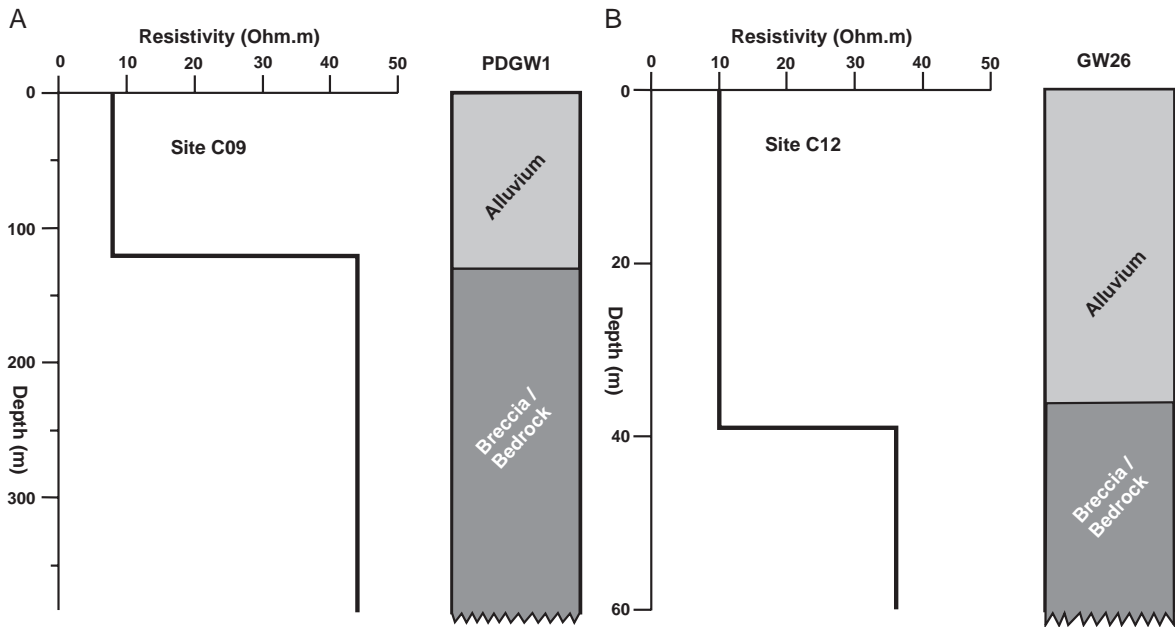 A
Resistivity (Ohm.m)
0 10 20 30 40 50
PDGW1
0
Site C09
Alluvium
100
200
Depth (m)
Breccia /
Bedrock
300
B
Resistivity (Ohm.m)
0 10 20 30 40 50
GW26
0
Site C12
20
Alluvium
Depth (m)
40
Breccia /
Bedrock
60